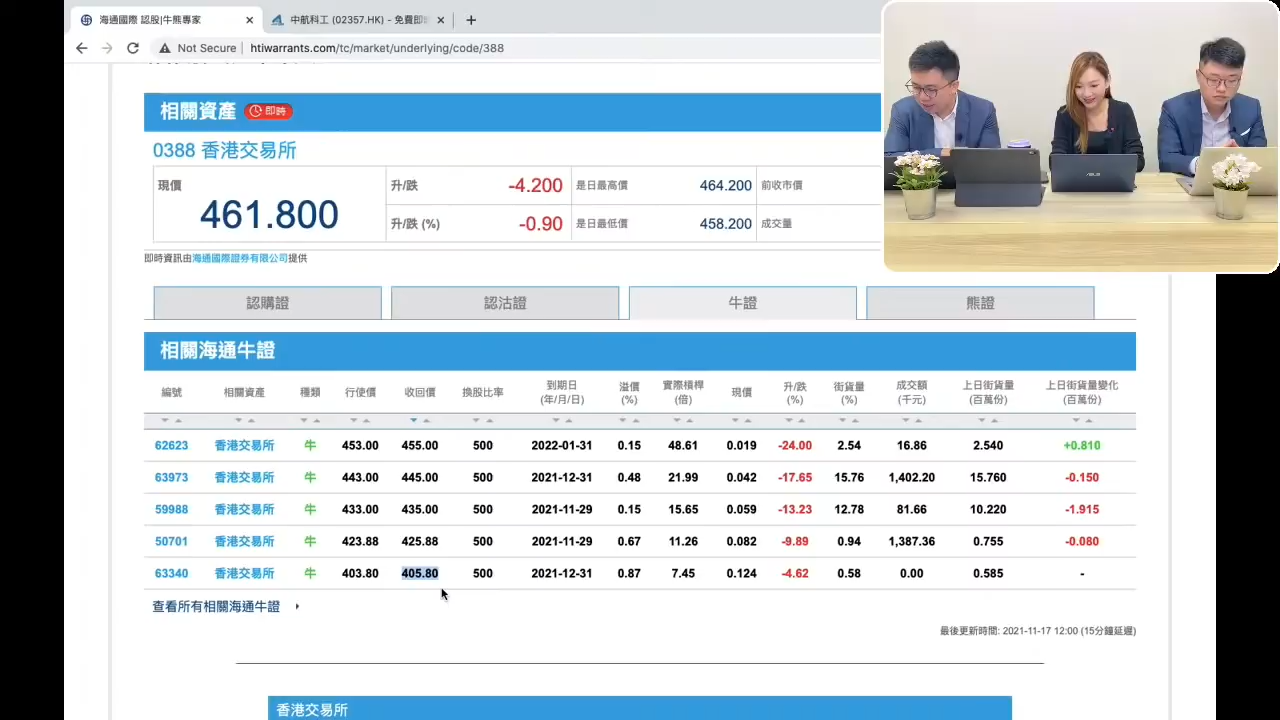 海通國際 認股|牛熊專家
中航科工 (02357.HK) - 免費即
Not Secure | htiwarrants.com/tc/market/underlying/code/388
相關資產 即時
0388 香港交易所
現價
461.800
升/跌 -4.200 是日最高價 464.200 前收市價
升/跌 (%) -0.90 是日最低價 458.200 成交量
即時資訊由海通國際證券有限公司提供
認購證 認沽證 牛證 熊證
相關海通牛證
編號 相關資產 種類 行使價 收回價 換股比率 到期日 (年/月/日) 溢價 (%) 實際槓桿 (倍) 現價 升/跌 (%) 街貨量 (%) 成交額 (千元) 上日街貨量 (百萬份) 上日街貨量變化 (百萬份)
62623 香港交易所 牛 453.00 455.00 500 2022-01-31 0.15 48.61 0.019 -24.00 2.54 16.86 2.540 +0.810
63973 香港交易所 牛 443.00 445.00 500 2021-12-31 0.48 21.99 0.042 -17.65 15.76 1,402.20 15.760 -0.150
59988 香港交易所 牛 433.00 435.00 500 2021-11-29 0.15 15.65 0.059 -13.23 12.78 81.66 10.220 -1.915
50701 香港交易所 牛 423.88 425.88 500 2021-11-29 0.67 11.26 0.082 -9.89 0.94 1,387.36 0.755 -0.080
63340 香港交易所 牛 403.80 405.80 500 2021-12-31 0.87 7.45 0.124 -4.62 0.58 0.00 0.585 -
查看所有相關海通牛證
最後更新時間: 2021-11-17 12:00 (15分鐘延遲)
香港交易所
ASUS